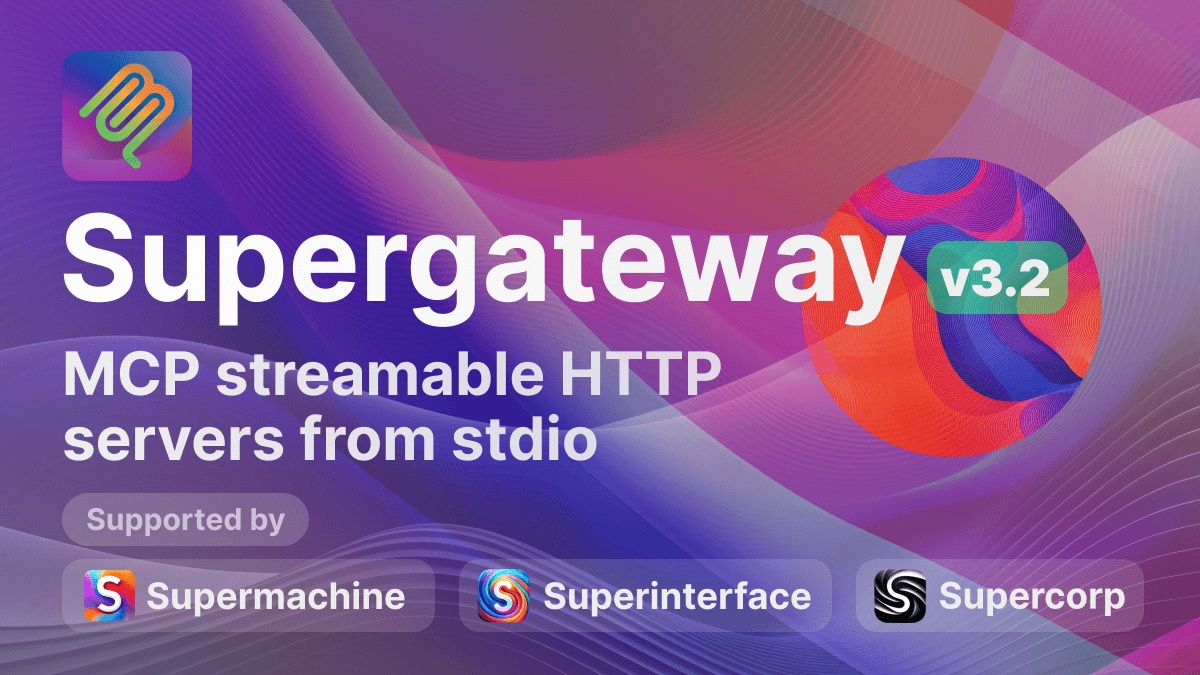 Supergateway v3.2
MCP streamable HTTP
servers from stdio
Supported by
Supermachine Superinterface Supercorp